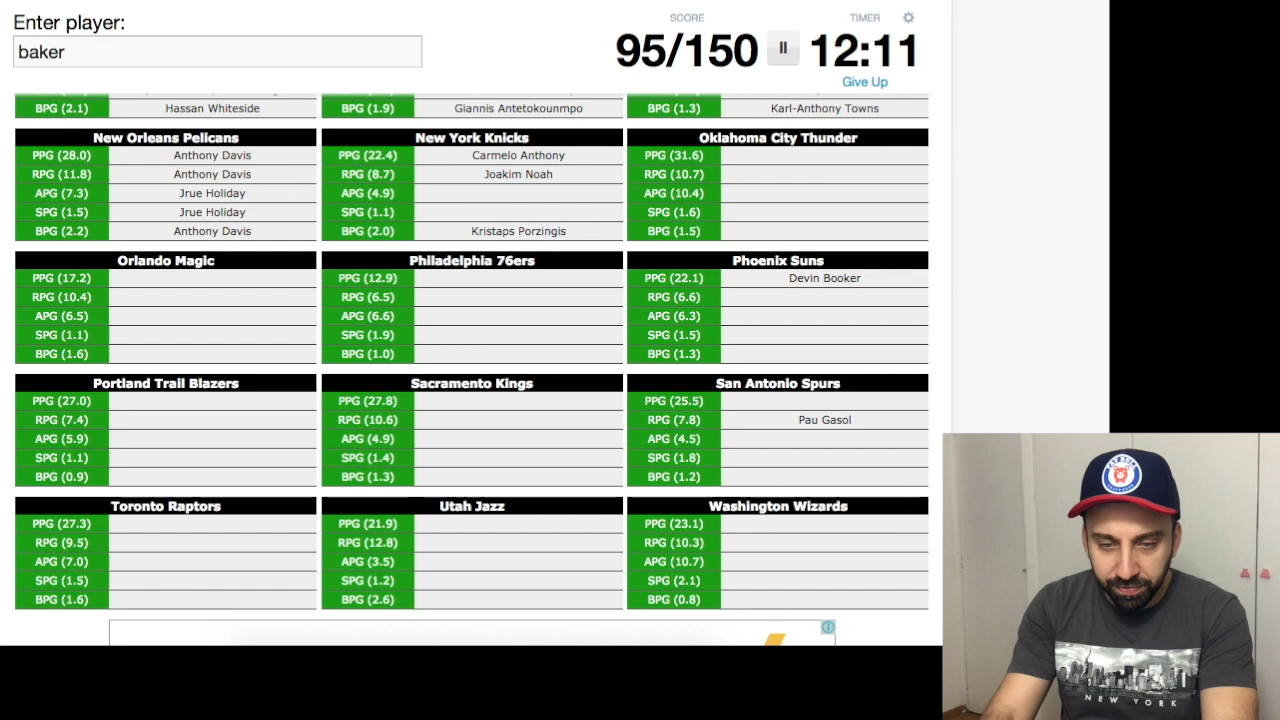 Enter player:
baker
SCORE
95/150
TIMER
12:11
Give Up
BPG (2.1) Hassan Whiteside
BPG (1.9) Giannis Antetokounmpo
BPG (1.3) Karl-Anthony Towns
New Orleans Pelicans
PPG (28.0) Anthony Davis
RPG (11.8) Anthony Davis
APG (7.3) Jrue Holiday
SPG (1.5) Jrue Holiday
BPG (2.2) Anthony Davis
New York Knicks
PPG (22.4) Carmelo Anthony
RPG (8.7) Joakim Noah
APG (4.9)
SPG (1.1)
BPG (2.0) Kristaps Porzingis
Oklahoma City Thunder
PPG (31.6)
RPG (10.7)
APG (10.4)
SPG (1.6)
BPG (1.5)
Orlando Magic
PPG (17.2)
RPG (10.4)
APG (6.5)
SPG (1.1)
BPG (1.6)
Philadelphia 76ers
PPG (12.9)
RPG (6.5)
APG (6.6)
SPG (1.9)
BPG (1.0)
Phoenix Suns
PPG (22.1) Devin Booker
RPG (6.6)
APG (6.3)
SPG (1.5)
BPG (1.3)
Portland Trail Blazers
PPG (27.0)
RPG (7.4)
APG (5.9)
SPG (1.1)
BPG (0.9)
Sacramento Kings
PPG (27.8)
RPG (10.6)
APG (4.9)
SPG (1.4)
BPG (1.3)
San Antonio Spurs
PPG (25.5)
RPG (7.8) Pau Gasol
APG (4.5)
SPG (1.8)
BPG (1.2)
Toronto Raptors
PPG (27.3)
RPG (9.5)
APG (7.0)
SPG (1.5)
BPG (1.6)
Utah Jazz
PPG (21.9)
RPG (12.8)
APG (3.5)
SPG (1.2)
BPG (2.6)
Washington Wizards
PPG (23.1)
RPG (10.3)
APG (10.7)
SPG (2.1)
BPG (0.8)
NEW YORK